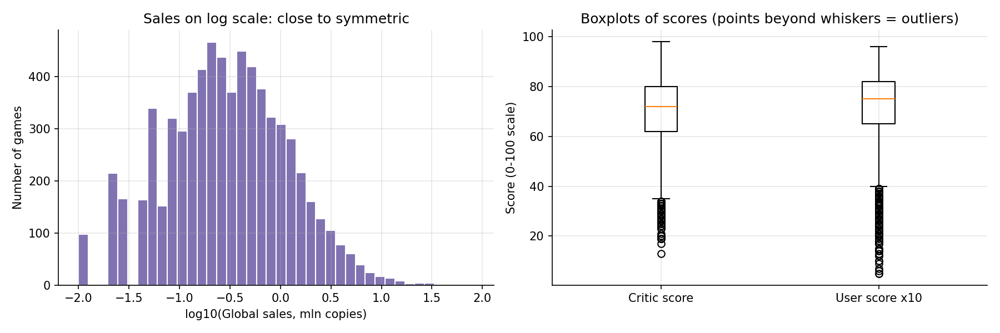 Sales on log scale: close to symmetric
Number of games
400
300
200
100
0
−2.0 −1.5 −1.0 −0.5 0.0 0.5 1.0 1.5 2.0
log10(Global sales, mln copies)
Boxplots of scores (points beyond whiskers = outliers)
Score (0-100 scale)
100
80
60
40
20
Critic score User score x10